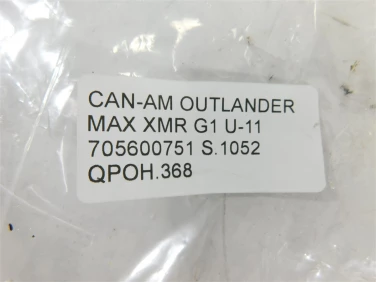 CAN-AM OUTLANDER
MAX XMR G1 U-11
705600751 S.1052
QPOH.368